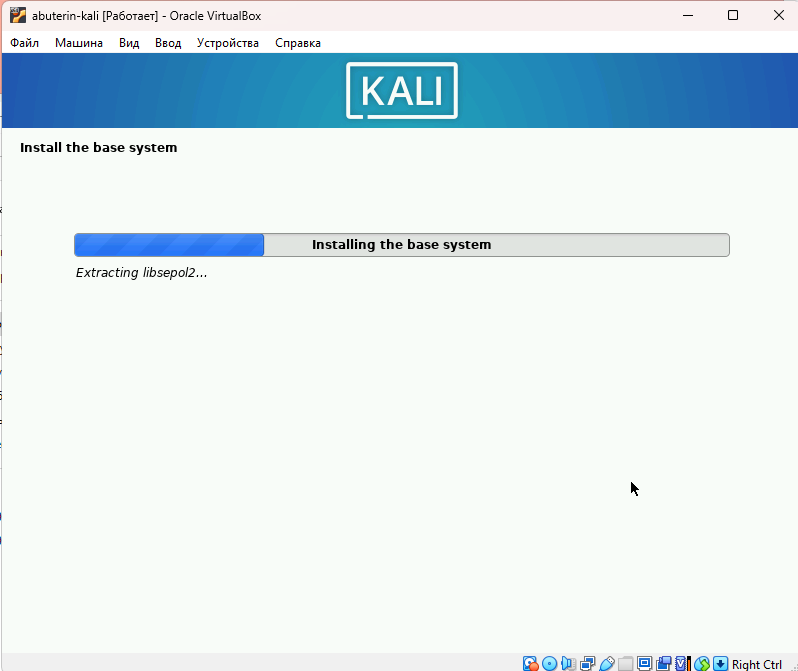 abuterin-kali [Работает] - Oracle VirtualBox
Файл Машина Вид Ввод Устройства Справка
KALI
Install the base system
Installing the base system
Extracting libsepol2...
Right Ctrl